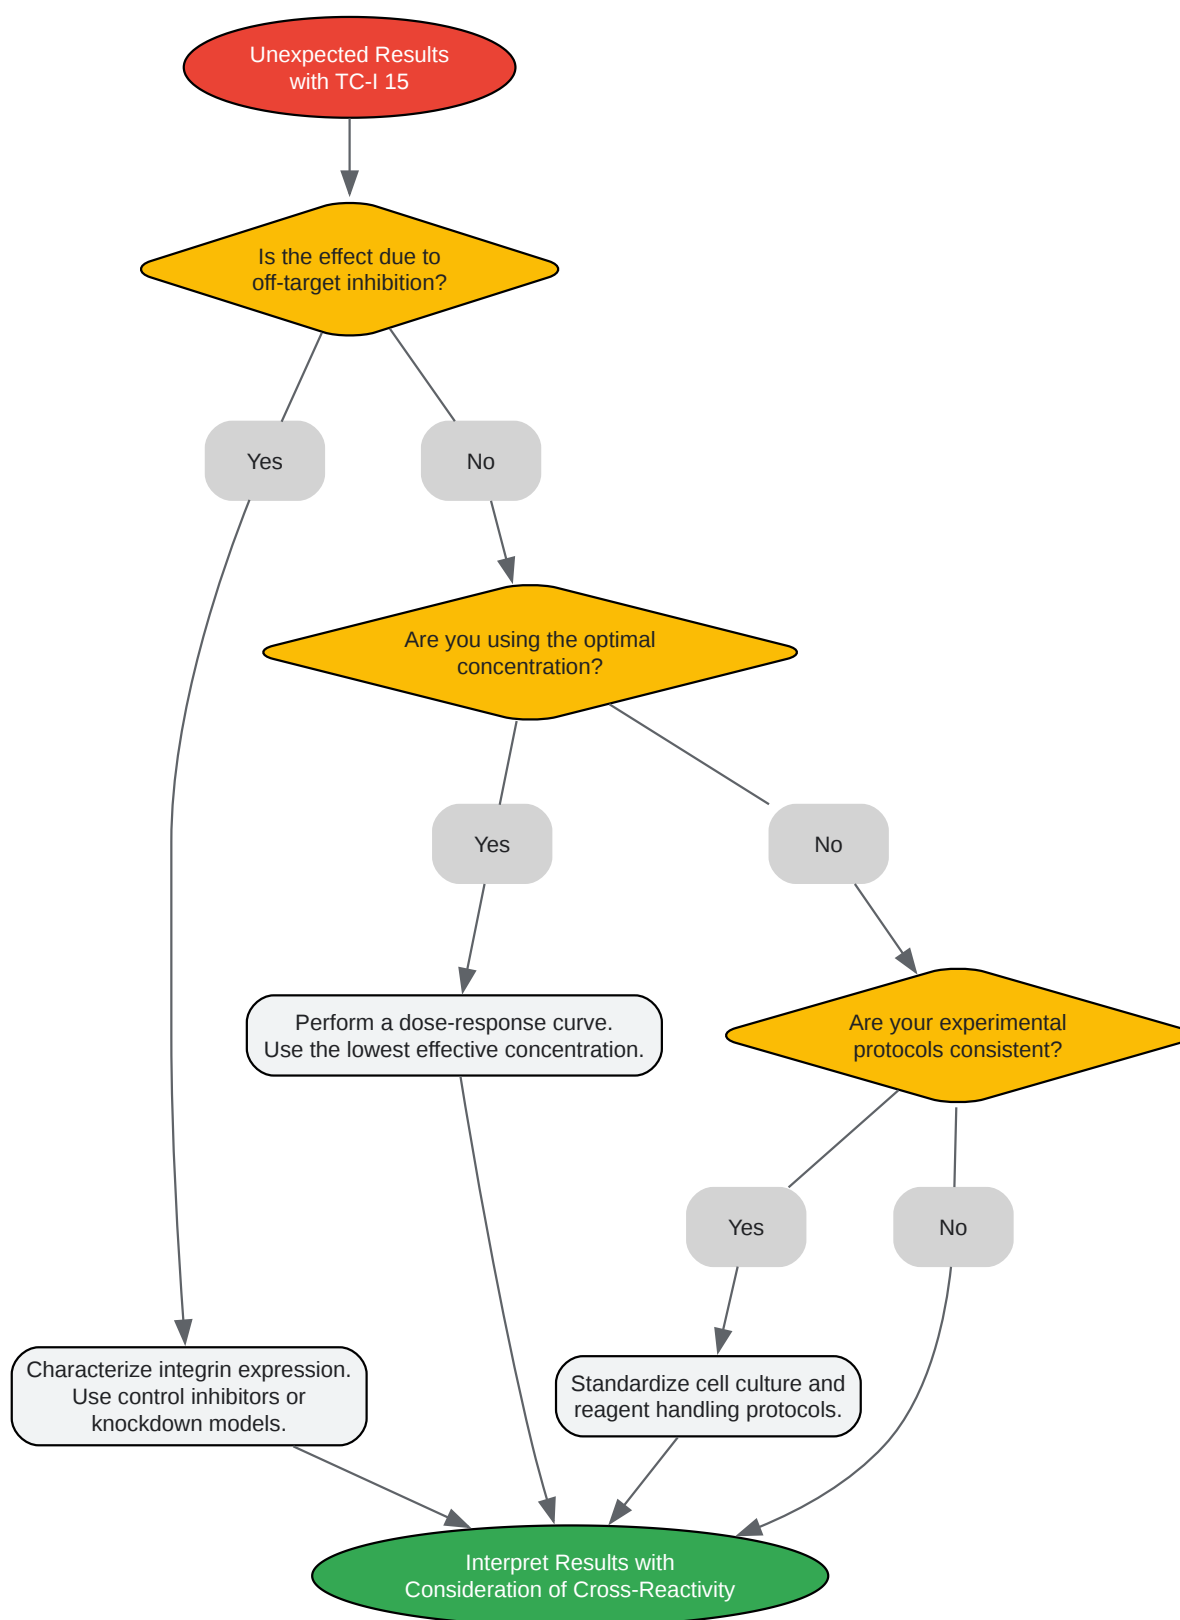 Unexpected Results
with TC-I 15
Is the effect due to
off-target inhibition?
Yes
No
Are you using the optimal
concentration?
Yes
No
Perform a dose-response curve.
Use the lowest effective concentration.
Are your experimental
protocols consistent?
Yes
No
Characterize integrin expression.
Use control inhibitors or
knockdown models.
Standardize cell culture and
reagent handling protocols.
Interpret Results with
Consideration of Cross-Reactivity